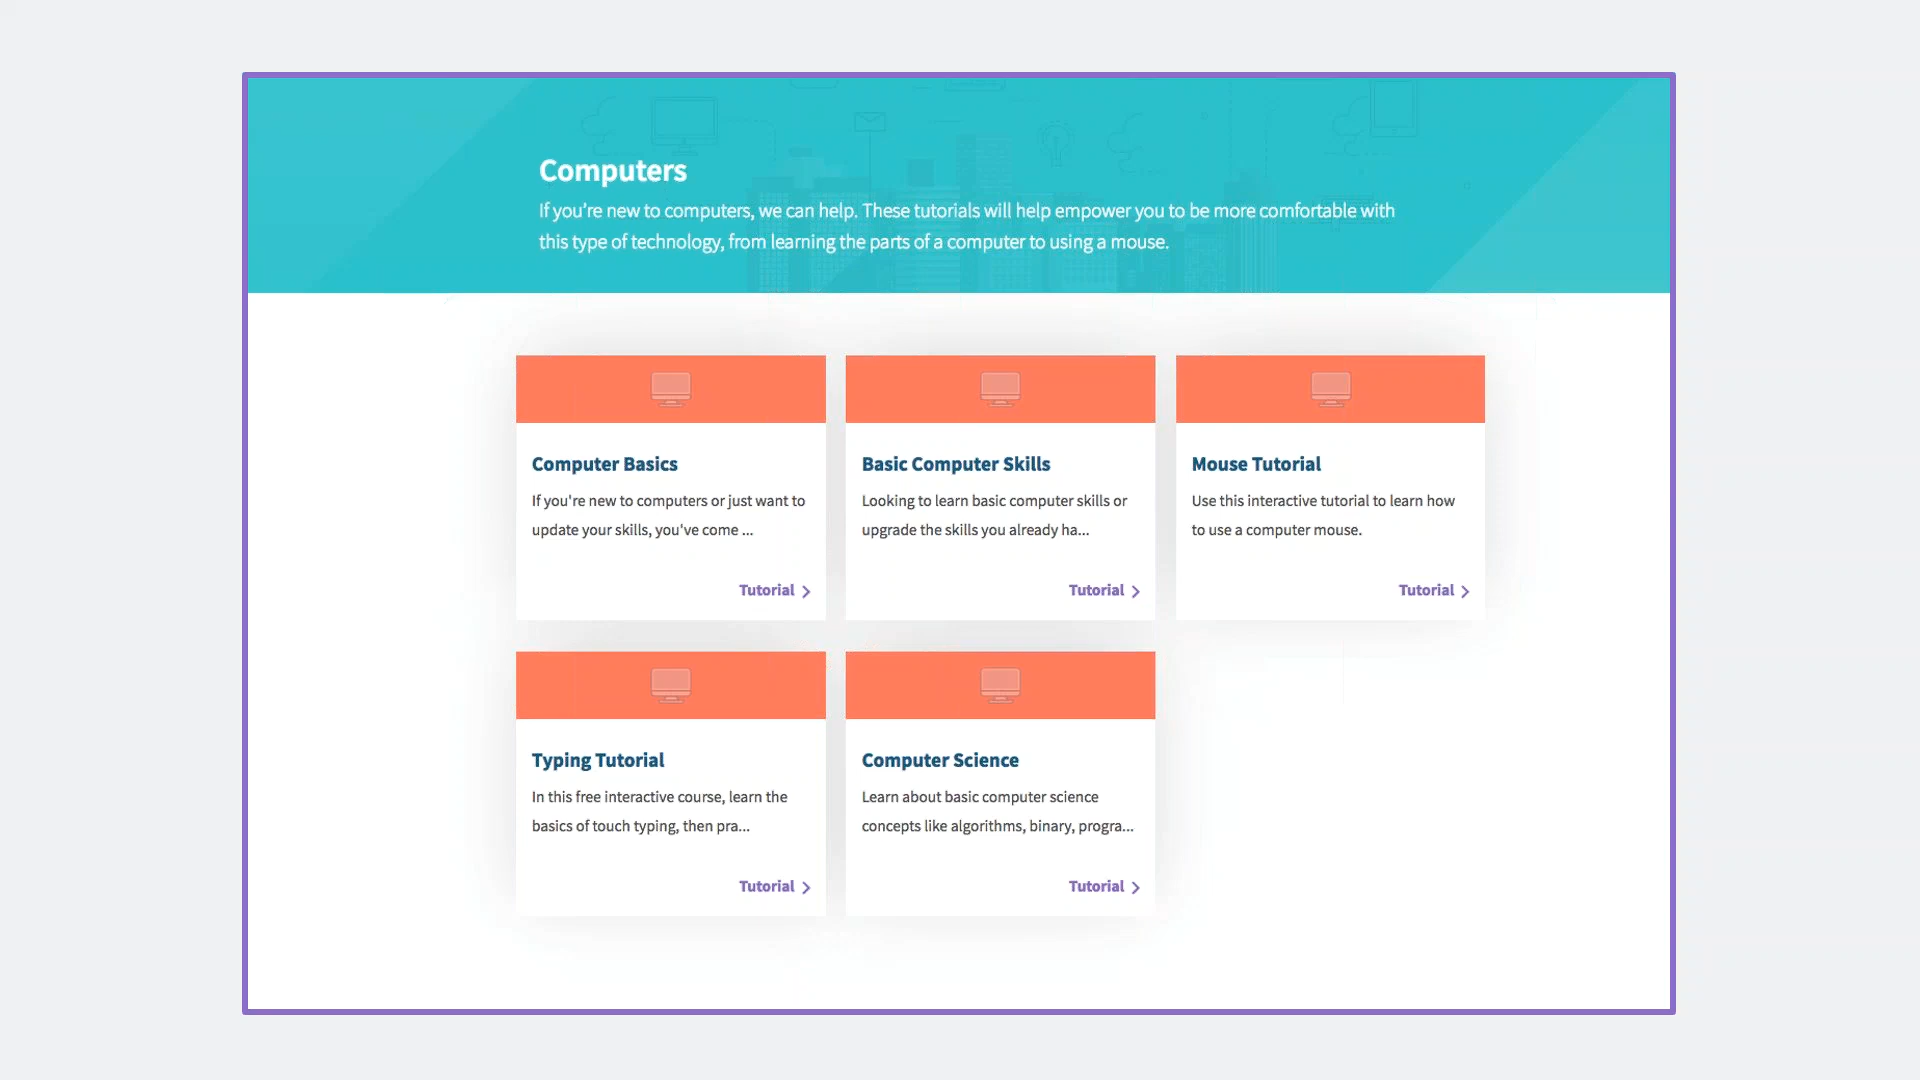 Computers
If you're new to computers, we can help. These tutorials will help empower you to be more comfortable with
this type of technology, from learning the parts of a computer to using a mouse.
Computer Basics
If you're new to computers or just want to
update your skills, you've come ...
Tutorial
Basic Computer Skills
Looking to learn basic computer skills or
upgrade the skills you already ha...
Tutorial
Mouse Tutorial
Use this interactive tutorial to learn how
to use a computer mouse.
Tutorial
Typing Tutorial
In this free interactive course, learn the
basics of touch typing, then pra...
Tutorial
Computer Science
Learn about basic computer science
concepts like algorithms, binary, progra...
Tutorial